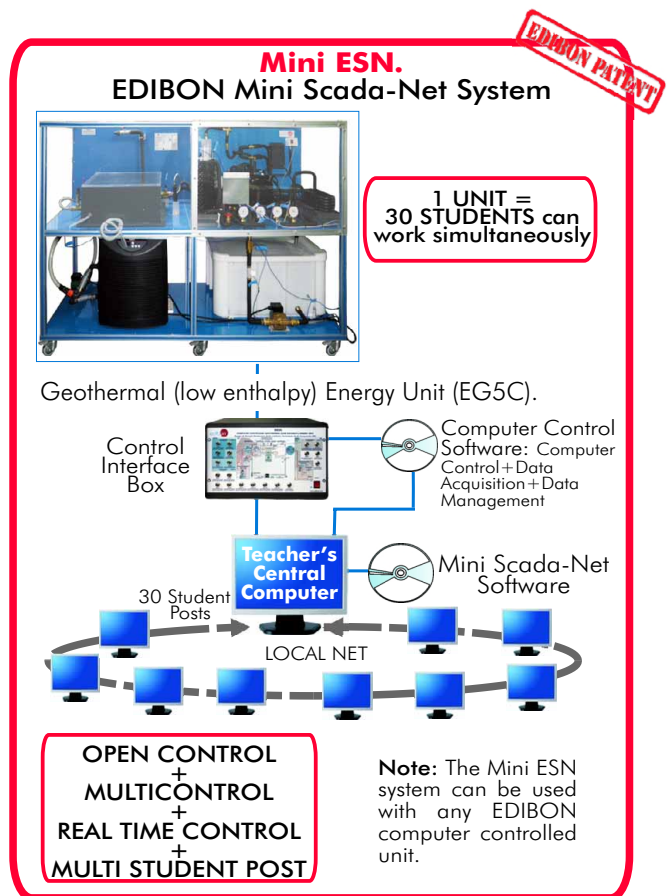 EDIBON PATENT
Mini ESN.
EDIBON Mini Scada-Net System
1 UNIT =
30 STUDENTS can
work simultaneously
Geothermal (low enthalpy) Energy Unit (EG5C).
Control
Interface
Box
Computer Control
Software: Computer
Control+Data
Acquisition+Data
Management
Teacher's
Central
Computer
Mini Scada-Net
Software
30 Student
Posts
LOCAL NET
OPEN CONTROL
+
MULTICONTROL
+
REAL TIME CONTROL
+
MULTI STUDENT POST
Note: The Mini ESN
system can be used
with any EDIBON
computer controlled
unit.